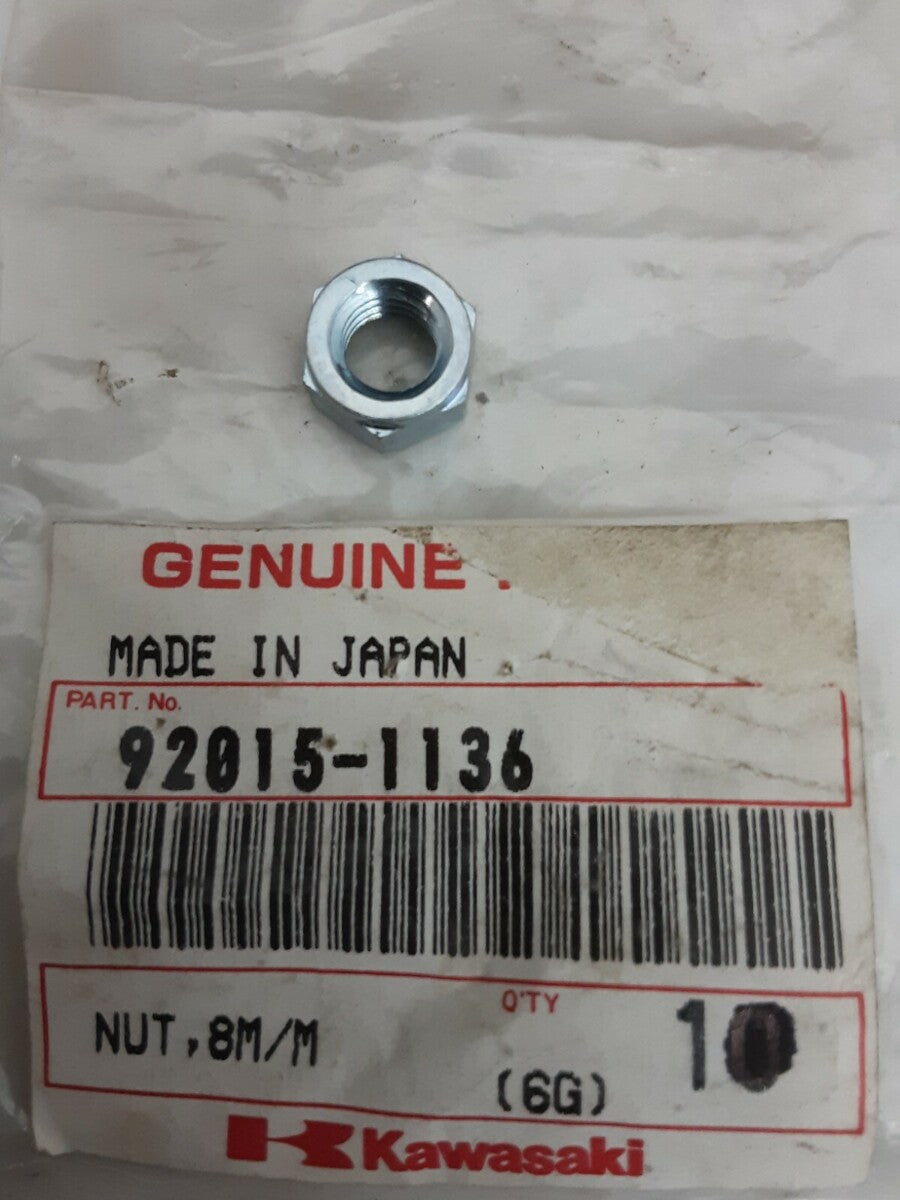 GENUINE
MADE IN JAPAN
PART. No.
92015-1136
Q'TY
NUT,8M/M
10
(6G)
Kawasaki